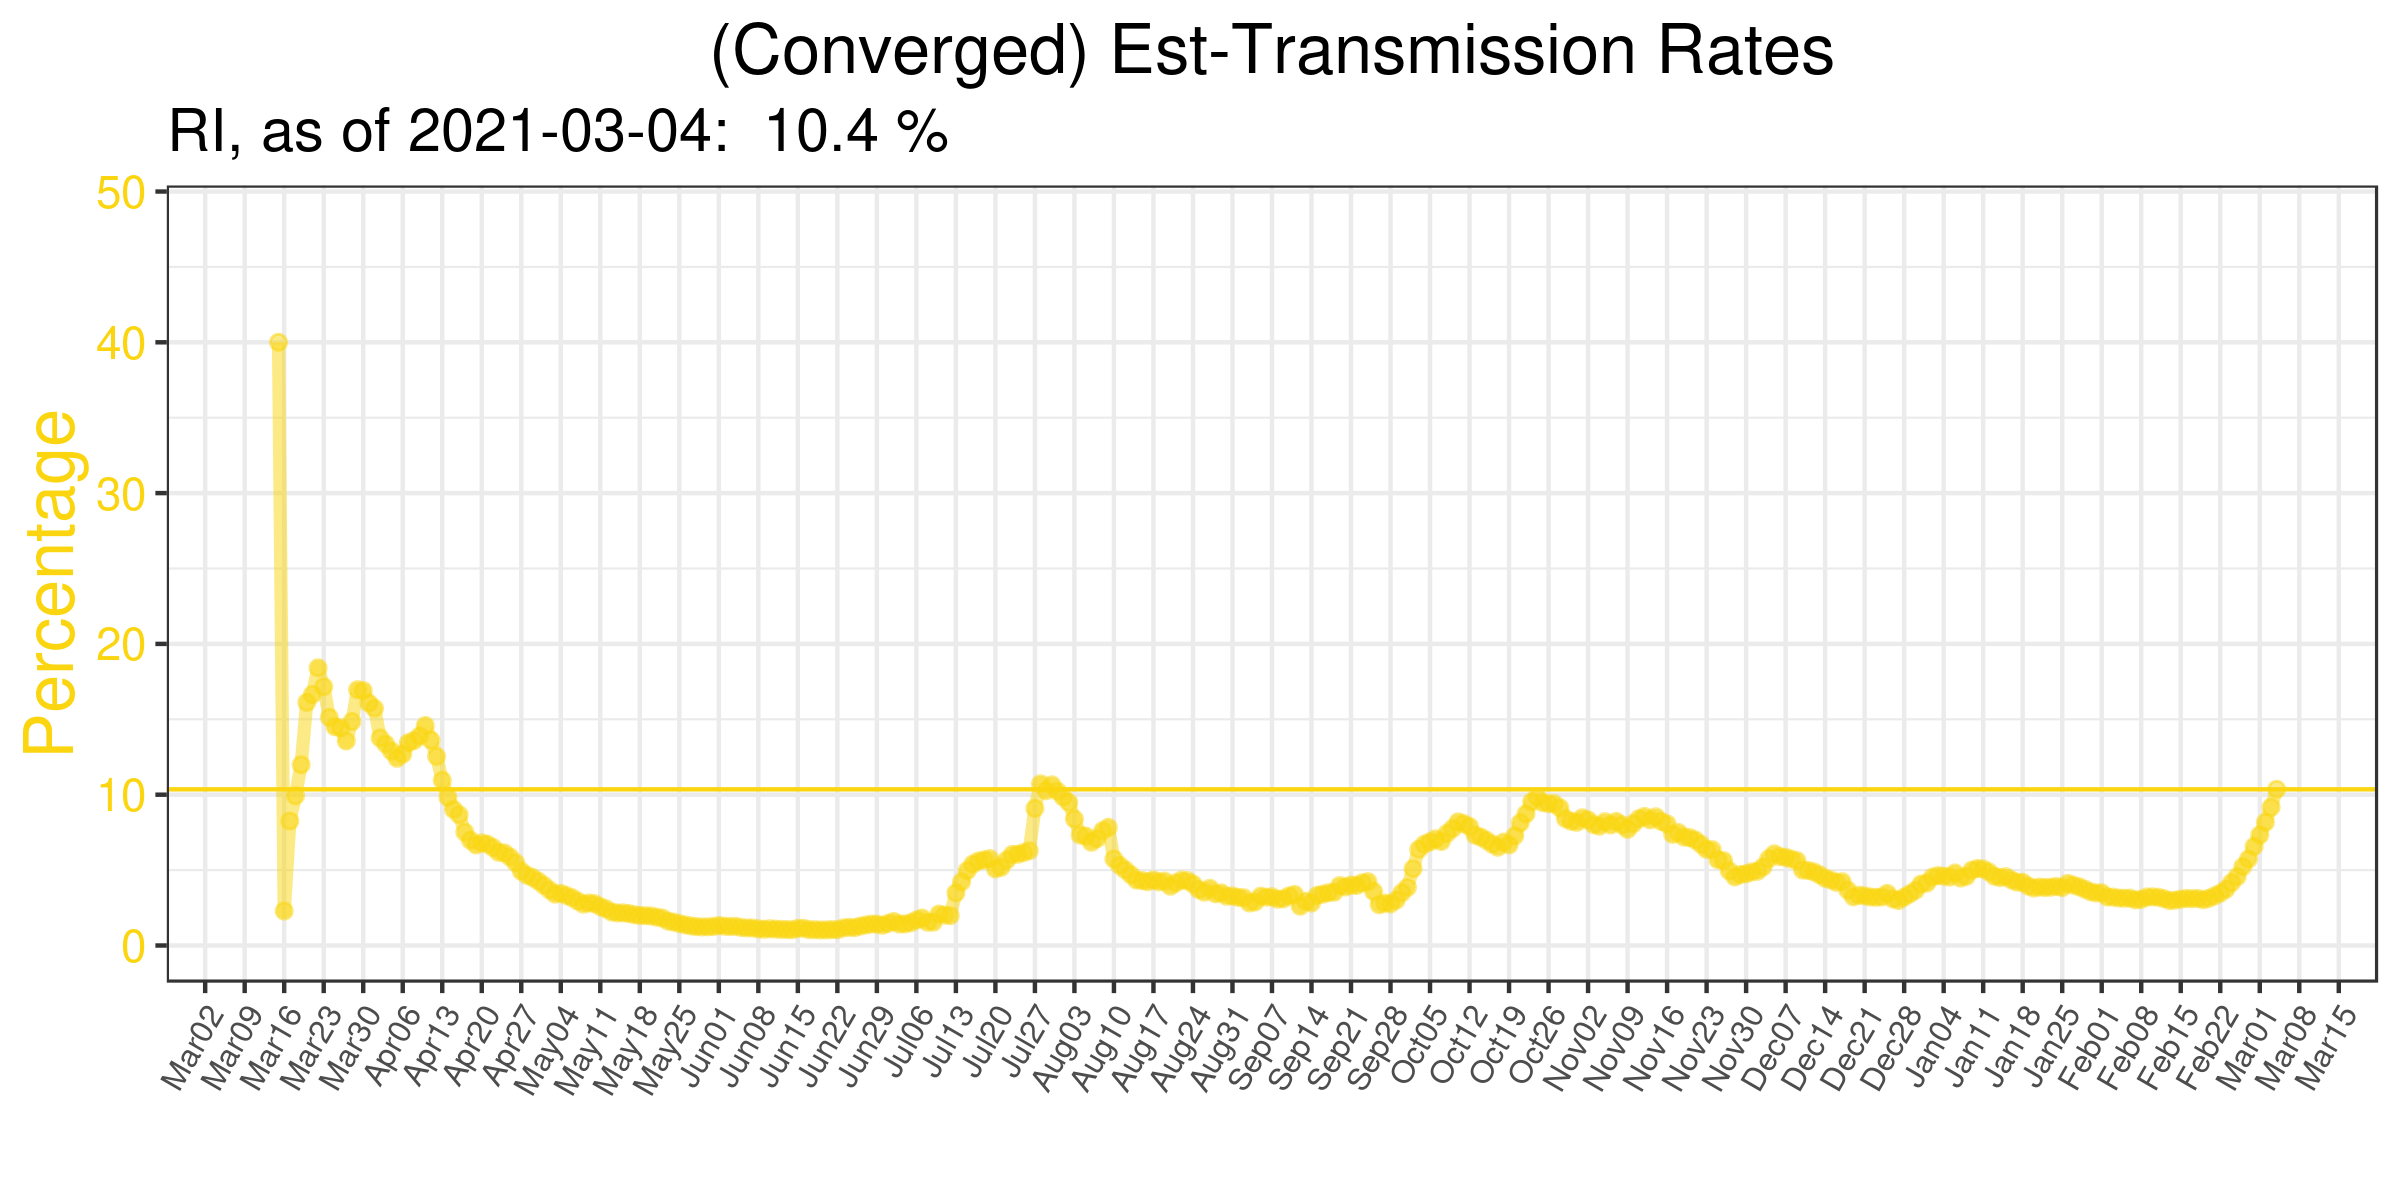 (Converged) Est-Transmission Rates
RI, as of 2021-03-04:  10.4 %
Percentage
50
40
30
20
10
0
Mar02
Mar09
Mar16
Mar23
Mar30
Apr06
Apr13
Apr20
Apr27
May04
May11
May18
May25
Jun01
Jun08
Jun15
Jun22
Jun29
Jul06
Jul13
Jul20
Jul27
Aug03
Aug10
Aug17
Aug24
Aug31
Sep07
Sep14
Sep21
Sep28
Oct05
Oct12
Oct19
Oct26
Nov02
Nov09
Nov16
Nov23
Nov30
Dec07
Dec14
Dec21
Dec28
Jan04
Jan11
Jan18
Jan25
Feb01
Feb08
Feb15
Feb22
Mar01
Mar08
Mar15